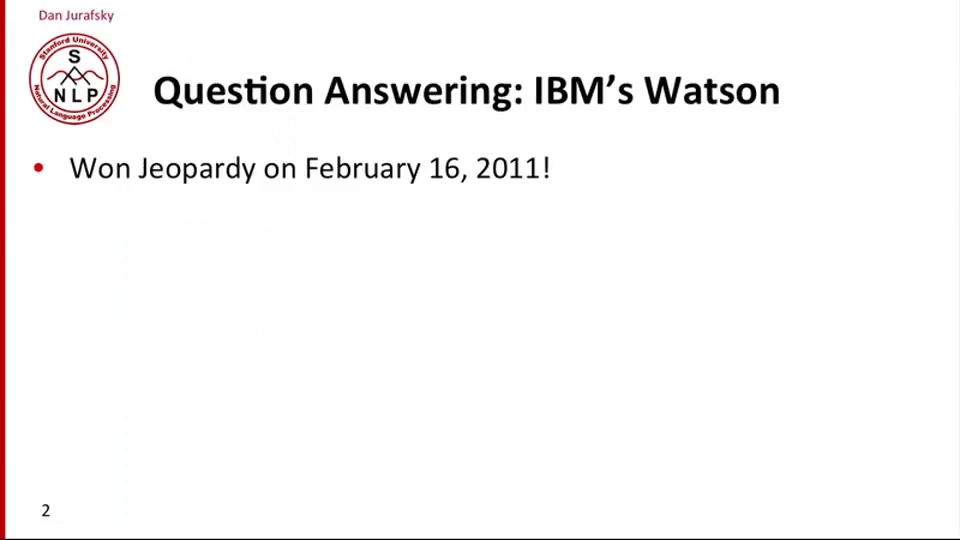 Dan Jurafsky
Stanford University
S
NLP
Natural Language Processing
Question Answering: IBM's Watson
• Won Jeopardy on February 16, 2011!
2